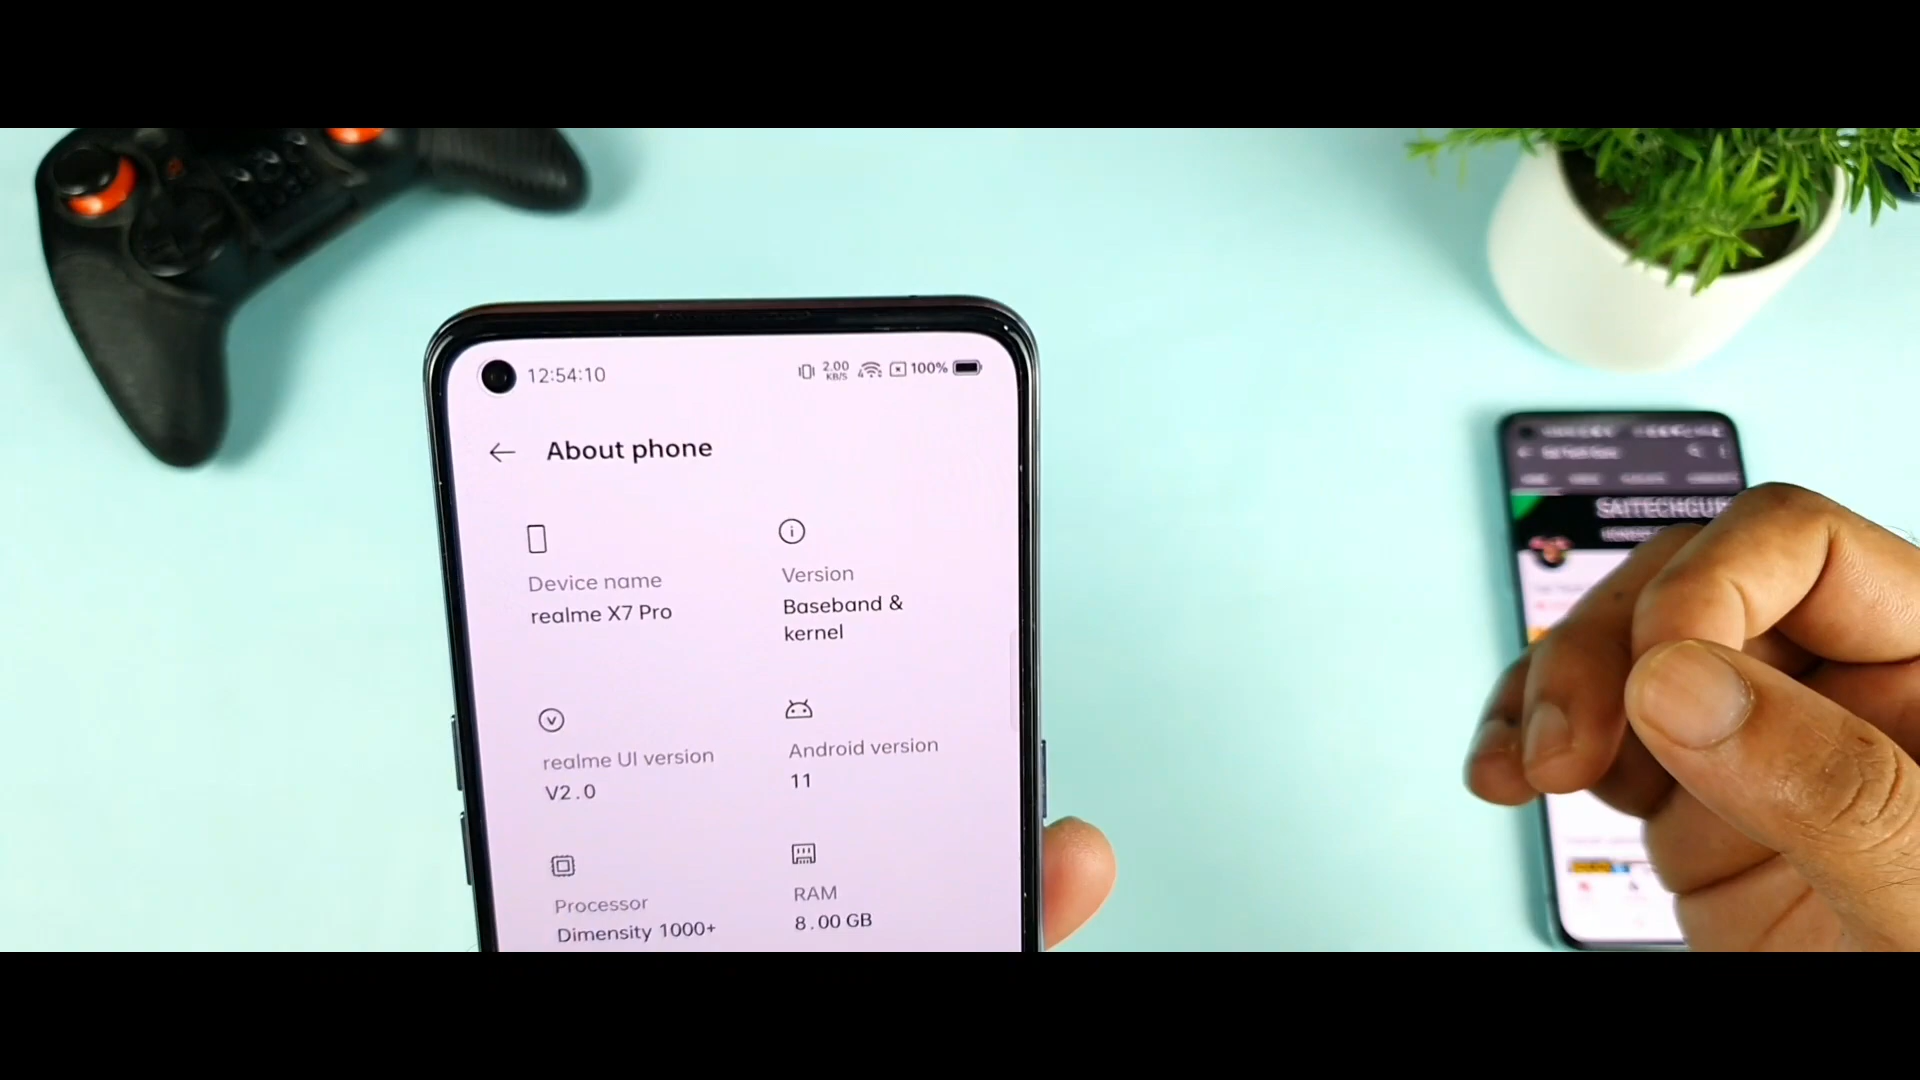 12:54:10
2.00
KB/S
100%
About phone
Device name
realme X7 Pro
Version
Baseband &
kernel
realme UI version
V2.0
Android version
11
Processor
Dimensity 1000+
RAM
8.00 GB
SAITECHGUR